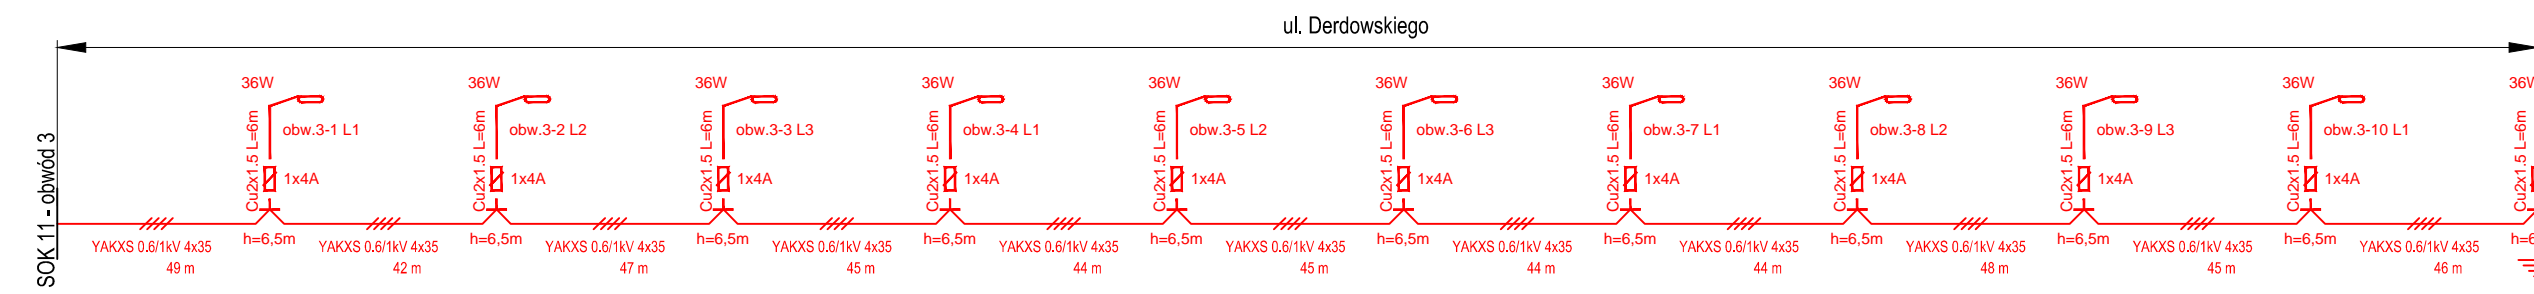 ul. Derdowskiego
SOK 11 - obwód 3
36W
Cu2x1.5 L=6m
obw.3-1 L1
1x4A
h=6,5m
36W
Cu2x1.5 L=6m
obw.3-2 L2
1x4A
h=6,5m
36W
Cu2x1.5 L=6m
obw.3-3 L3
1x4A
h=6,5m
36W
Cu2x1.5 L=6m
obw.3-4 L1
1x4A
h=6,5m
36W
Cu2x1.5 L=6m
obw.3-5 L2
1x4A
h=6,5m
36W
Cu2x1.5 L=6m
obw.3-6 L3
1x4A
h=6,5m
36W
Cu2x1.5 L=6m
obw.3-7 L1
1x4A
h=6,5m
36W
Cu2x1.5 L=6m
obw.3-8 L2
1x4A
h=6,5m
36W
Cu2x1.5 L=6m
obw.3-9 L3
1x4A
h=6,5m
36W
Cu2x1.5 L=6m
obw.3-10 L1
1x4A
h=6,5m
36W
Cu2x1.5 L=6m
YAKXS 0.6/1kV 4x35
49 m
YAKXS 0.6/1kV 4x35
42 m
YAKXS 0.6/1kV 4x35
47 m
YAKXS 0.6/1kV 4x35
45 m
YAKXS 0.6/1kV 4x35
44 m
YAKXS 0.6/1kV 4x35
45 m
YAKXS 0.6/1kV 4x35
44 m
YAKXS 0.6/1kV 4x35
44 m
YAKXS 0.6/1kV 4x35
48 m
YAKXS 0.6/1kV 4x35
45 m
YAKXS 0.6/1kV 4x35
46 m